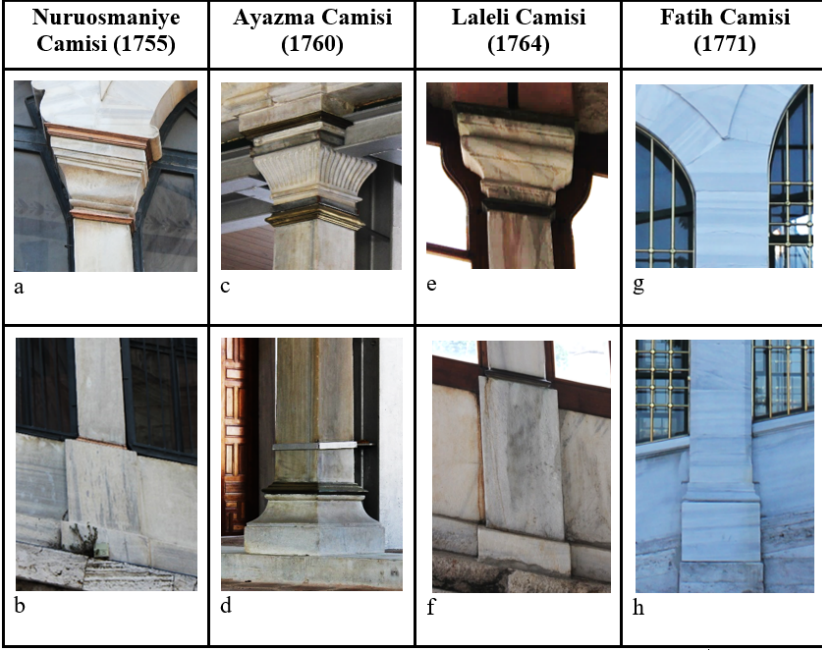 Nuruosmaniye
Camisi (1755)
Ayazma Camisi
(1760)
Laleli Camisi
(1764)
Fatih Camisi
(1771)
a
c
e
g
b
d
f
h